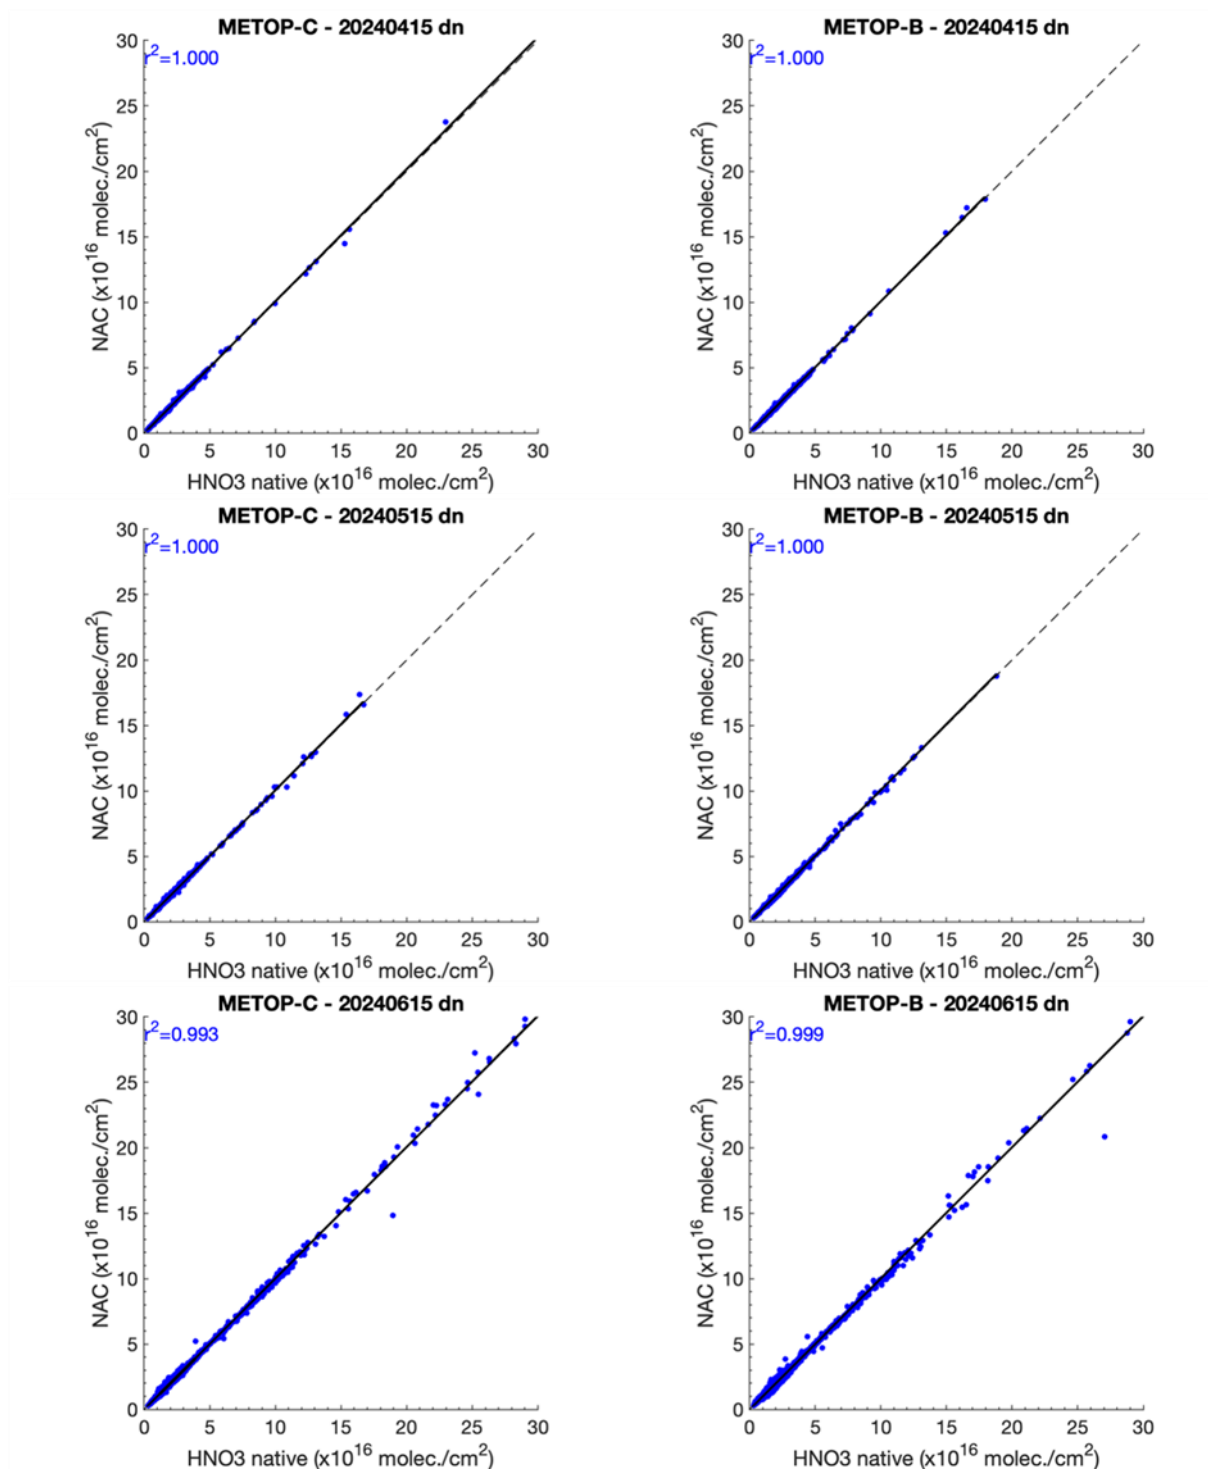 METOP-C - 20240415 dn
r²=1.000
30
25
20
15
10
5
0
NAC (x10¹⁶ molec./cm²)
0 5 10 15 20 25 30
HNO3 native (x10¹⁶ molec./cm²)
METOP-B - 20240415 dn
r²=1.000
30
25
20
15
10
5
0
NAC (x10¹⁶ molec./cm²)
0 5 10 15 20 25 30
HNO3 native (x10¹⁶ molec./cm²)
METOP-C - 20240515 dn
r²=1.000
30
25
20
15
10
5
0
NAC (x10¹⁶ molec./cm²)
0 5 10 15 20 25 30
HNO3 native (x10¹⁶ molec./cm²)
METOP-B - 20240515 dn
r²=1.000
30
25
20
15
10
5
0
NAC (x10¹⁶ molec./cm²)
0 5 10 15 20 25 30
HNO3 native (x10¹⁶ molec./cm²)
METOP-C - 20240615 dn
r²=0.993
30
25
20
15
10
5
0
NAC (x10¹⁶ molec./cm²)
0 5 10 15 20 25 30
HNO3 native (x10¹⁶ molec./cm²)
METOP-B - 20240615 dn
r²=0.999
30
25
20
15
10
5
0
NAC (x10¹⁶ molec./cm²)
0 5 10 15 20 25 30
HNO3 native (x10¹⁶ molec./cm²)